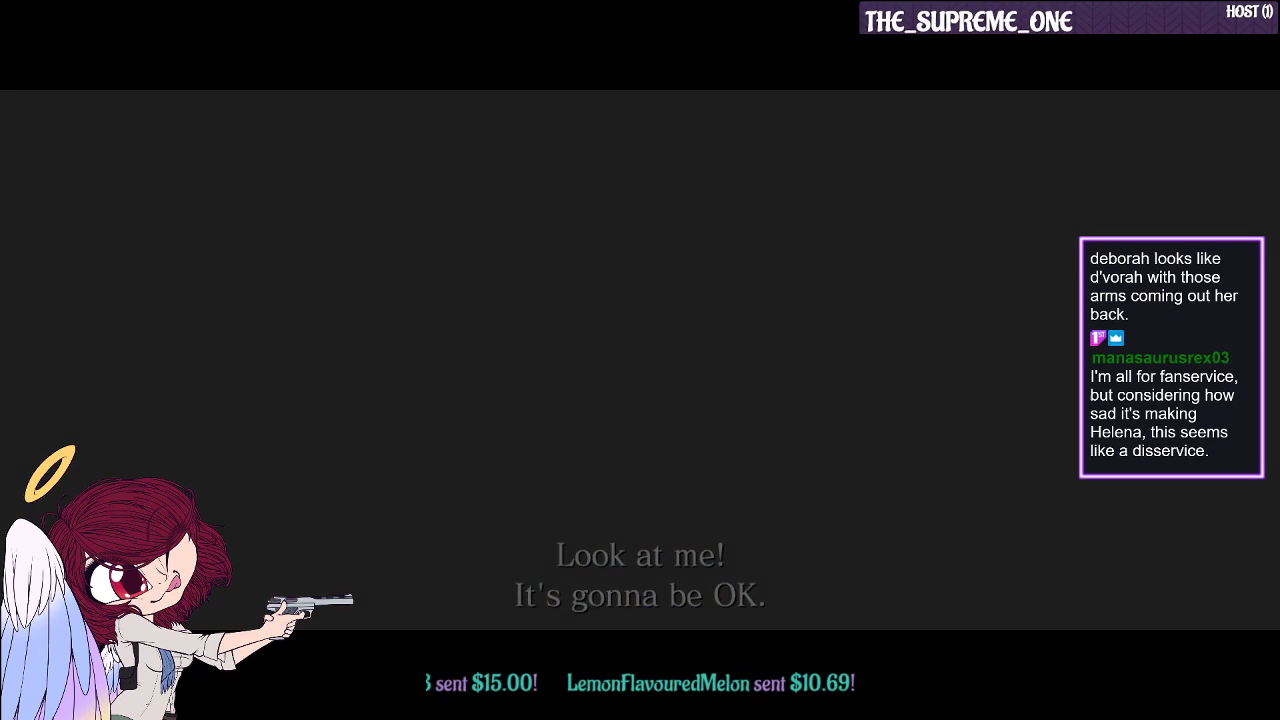 THE_SUPREME_ONE
HOST (1)
deborah looks like
d'vorah with those
arms coming out her
back.
1ST
manasaurusrex03
I'm all for fanservice,
but considering how
sad it's making
Helena, this seems
like a disservice.
Look at me!
It's gonna be OK.
3 sent $15.00! LemonFlavouredMelon sent $10.69!